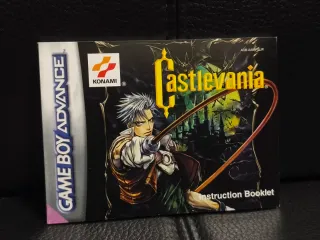 GAME BOY ADVANCE
KONAMI
Castlevania
Instruction Booklet